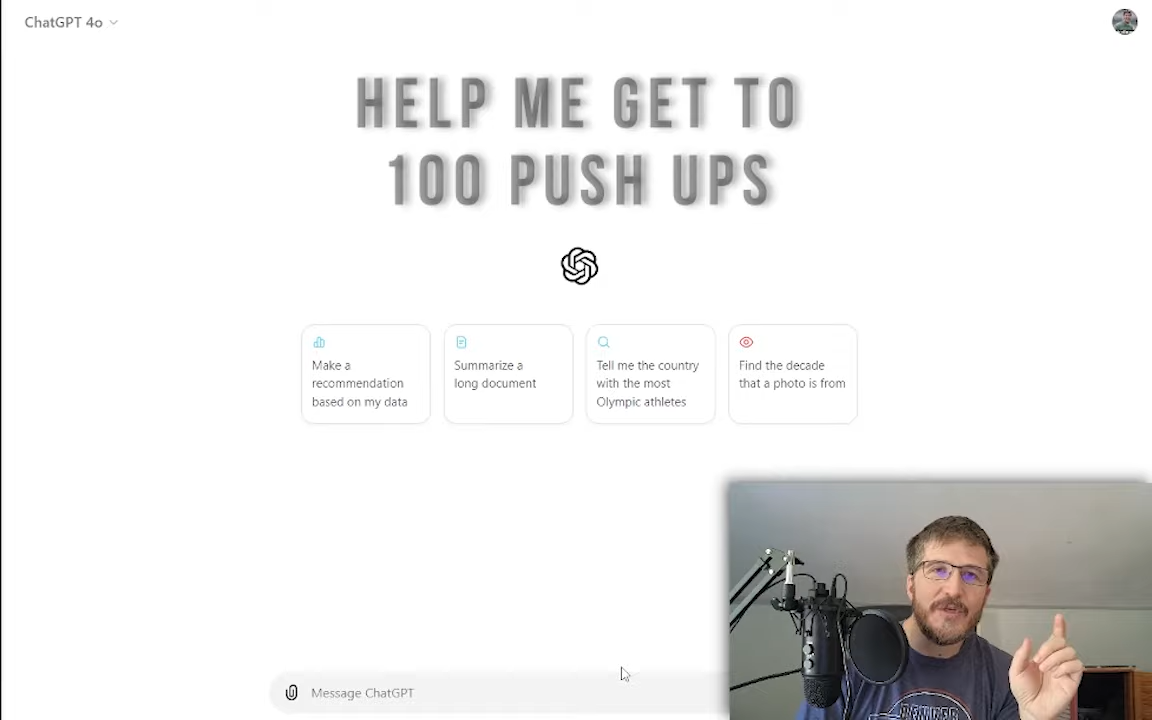 ChatGPT 4o
HELP ME GET TO
100 PUSH UPS
Make a
recommendation
based on my data
Summarize a
long document
Tell me the country
with the most
Olympic athletes
Find the decade
that a photo is from
Message ChatGPT